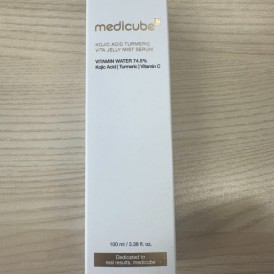 medicube
KOJIC ACID TURMERIC
VITA JELLY MIST SERUM
VITAMIN WATER 74.5%
Kojic Acid | Turmeric | Vitamin C
100 ml / 3.38 fl. oz.
Dedicated to
real results, medicube